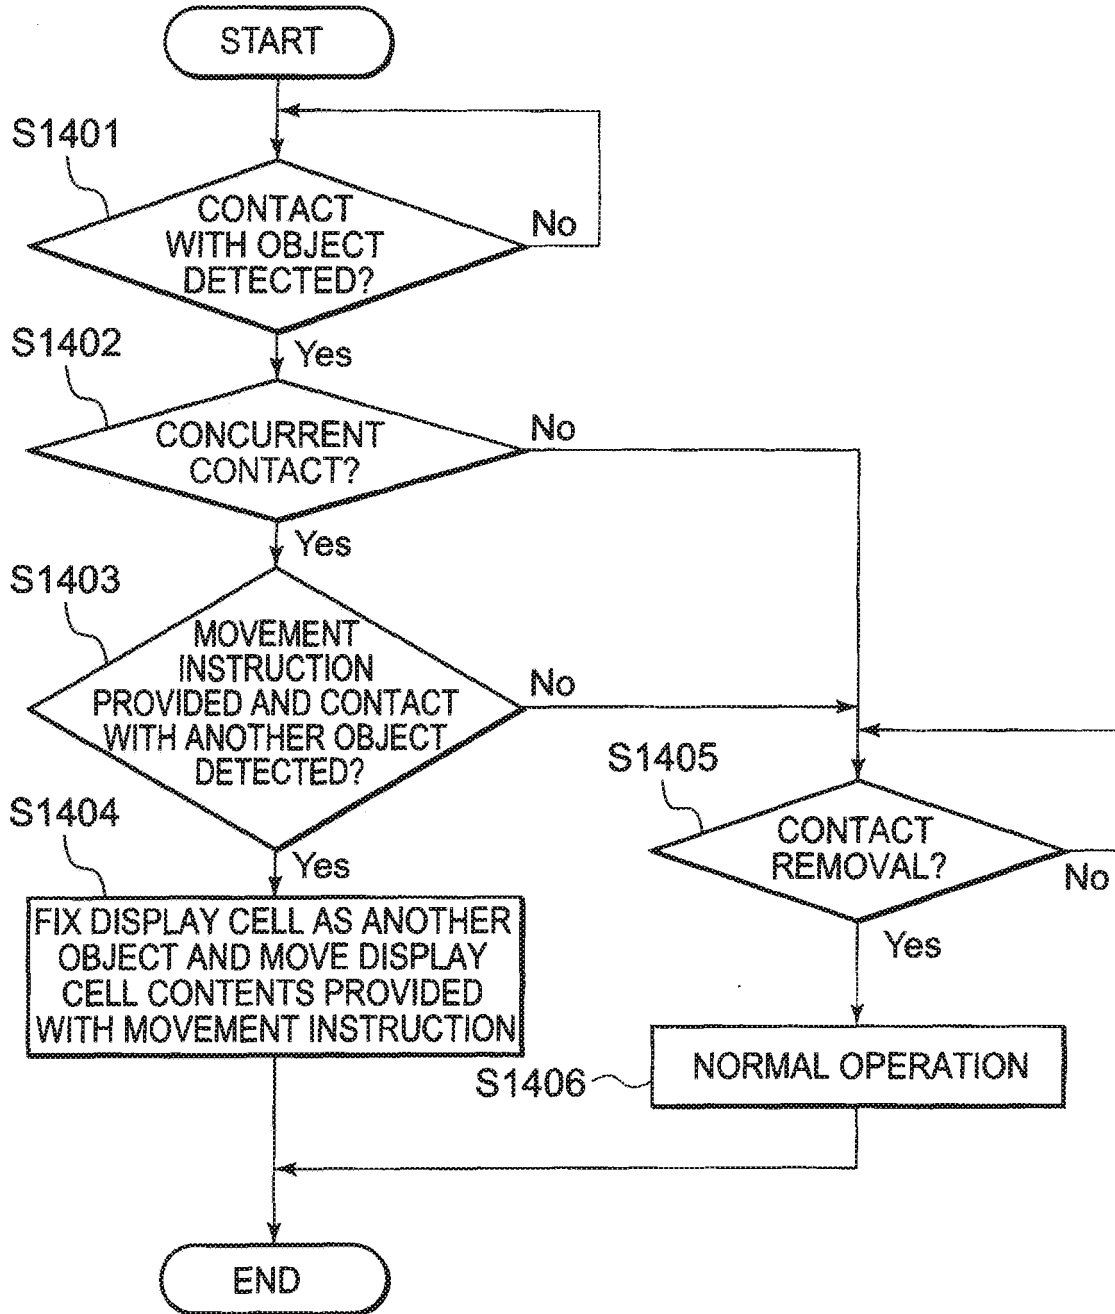 START
S1401
CONTACT
WITH OBJECT
DETECTED?
No
Yes
S1402
CONCURRENT
CONTACT?
No
Yes
S1403
MOVEMENT
INSTRUCTION
PROVIDED AND CONTACT
WITH ANOTHER OBJECT
DETECTED?
No
Yes
S1404
FIX DISPLAY CELL AS ANOTHER
OBJECT AND MOVE DISPLAY
CELL CONTENTS PROVIDED
WITH MOVEMENT INSTRUCTION
S1405
CONTACT
REMOVAL?
No
Yes
S1406
NORMAL OPERATION
END